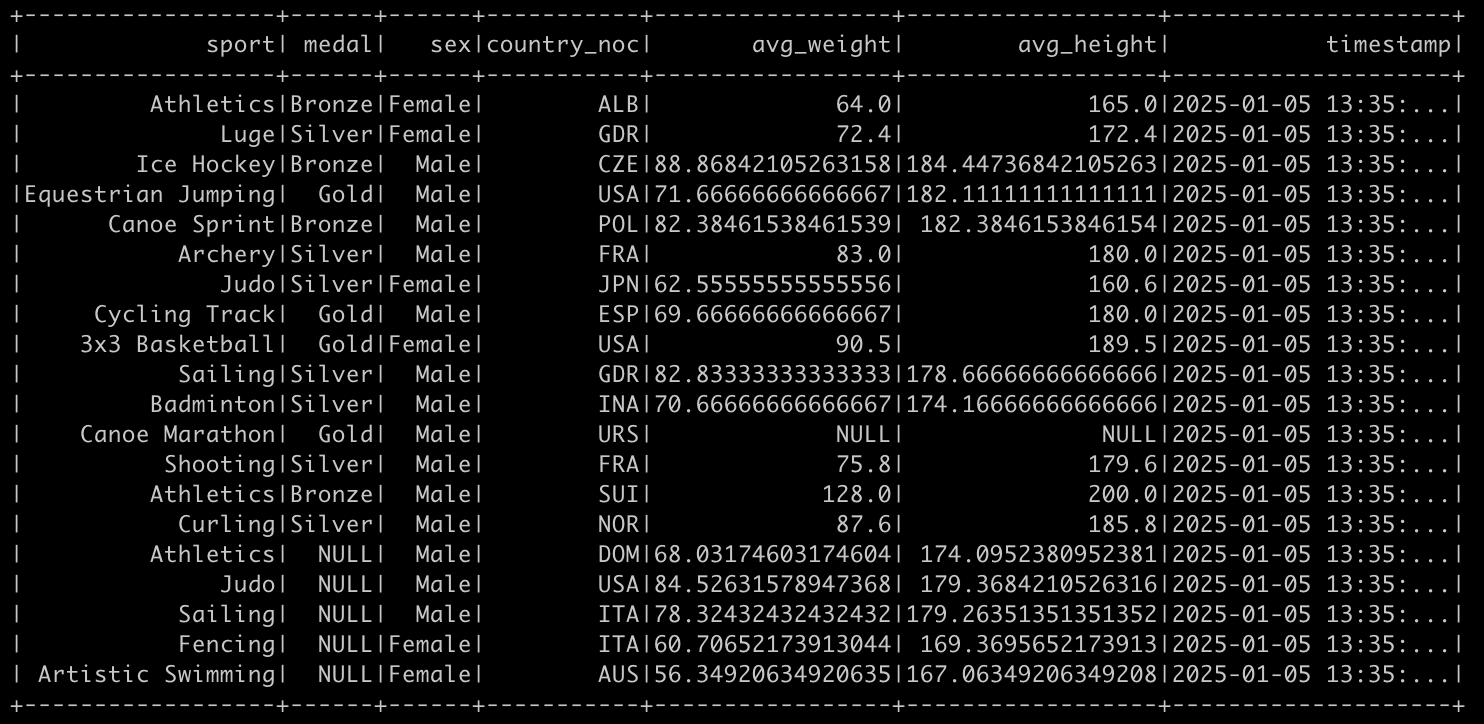 +------------------+------+------+-----------+-----------------+------------------+--------------------+
|             sport| medal|   sex|country_noc|       avg_weight|        avg_height|           timestamp|
+------------------+------+------+-----------+-----------------+------------------+--------------------+
|         Athletics|Bronze|Female|        ALB|             64.0|             165.0|2025-01-05 13:35:...|
|              Luge|Silver|Female|        GDR|             72.4|             172.4|2025-01-05 13:35:...|
|        Ice Hockey|Bronze|  Male|        CZE|88.86842105263158|184.44736842105263|2025-01-05 13:35:...|
|Equestrian Jumping|  Gold|  Male|        USA|71.66666666666667|182.11111111111111|2025-01-05 13:35:...|
|      Canoe Sprint|Bronze|  Male|        POL|82.38461538461539| 182.3846153846154|2025-01-05 13:35:...|
|           Archery|Silver|  Male|        FRA|             83.0|             180.0|2025-01-05 13:35:...|
|              Judo|Silver|Female|        JPN|62.55555555555556|             160.6|2025-01-05 13:35:...|
|     Cycling Track|  Gold|  Male|        ESP|69.66666666666667|             180.0|2025-01-05 13:35:...|
|    3x3 Basketball|  Gold|Female|        USA|             90.5|             189.5|2025-01-05 13:35:...|
|           Sailing|Silver|  Male|        GDR|82.83333333333333|178.66666666666666|2025-01-05 13:35:...|
|         Badminton|Silver|  Male|        INA|70.66666666666667|174.16666666666666|2025-01-05 13:35:...|
|    Canoe Marathon|  Gold|  Male|        URS|             NULL|              NULL|2025-01-05 13:35:...|
|          Shooting|Silver|  Male|        FRA|             75.8|             179.6|2025-01-05 13:35:...|
|         Athletics|Bronze|  Male|        SUI|            128.0|             200.0|2025-01-05 13:35:...|
|           Curling|Silver|  Male|        NOR|             87.6|             185.8|2025-01-05 13:35:...|
|         Athletics|  NULL|  Male|        DOM|68.03174603174604| 174.0952380952381|2025-01-05 13:35:...|
|              Judo|  NULL|  Male|        USA|84.52631578947368| 179.3684210526316|2025-01-05 13:35:...|
|           Sailing|  NULL|  Male|        ITA|78.32432432432432|179.26351351351352|2025-01-05 13:35:...|
|           Fencing|  NULL|Female|        ITA|60.70652173913044| 169.3695652173913|2025-01-05 13:35:...|
| Artistic Swimming|  NULL|Female|        AUS|56.34920634920635|167.06349206349208|2025-01-05 13:35:...|
+------------------+------+------+-----------+-----------------+------------------+--------------------+